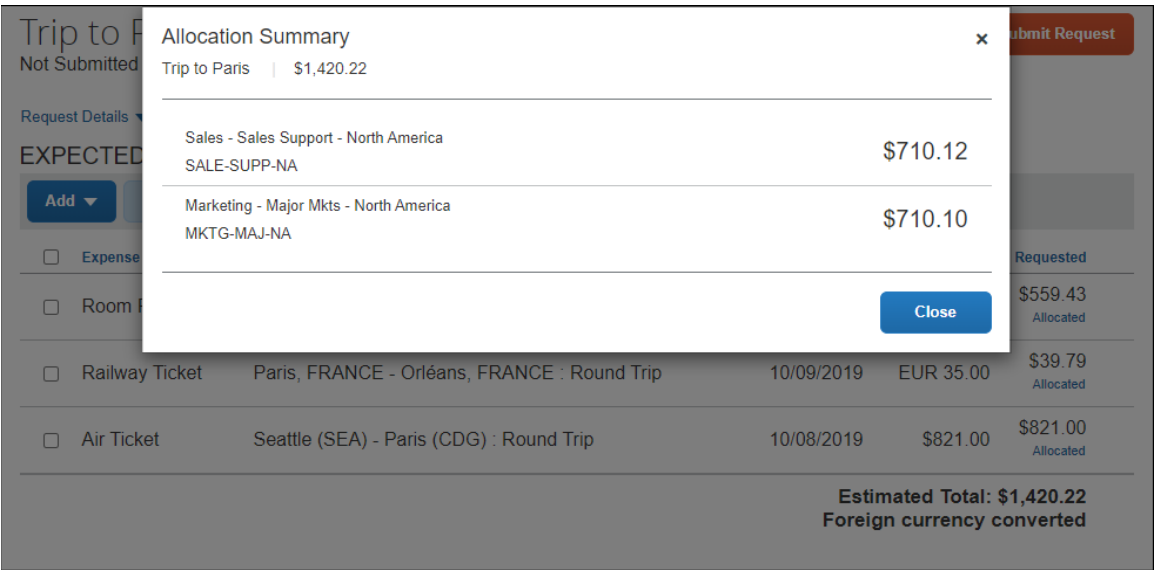 Trip to
Not Submitted
Request Details
EXPECTED
Add
Allocation Summary
Trip to Paris | $1,420.22
Sales - Sales Support - North America
SALE-SUPP-NA
$710.12
Marketing - Major Mkts - North America
MKTG-MAJ-NA
$710.10
Close
ubmit Request
Expense
Requested
Room
$559.43
Allocated
Railway Ticket Paris, FRANCE - Orléans, FRANCE : Round Trip 10/09/2019 EUR 35.00 $39.79
Allocated
Air Ticket Seattle (SEA) - Paris (CDG) : Round Trip 10/08/2019 $821.00 $821.00
Allocated
Estimated Total: $1,420.22
Foreign currency converted